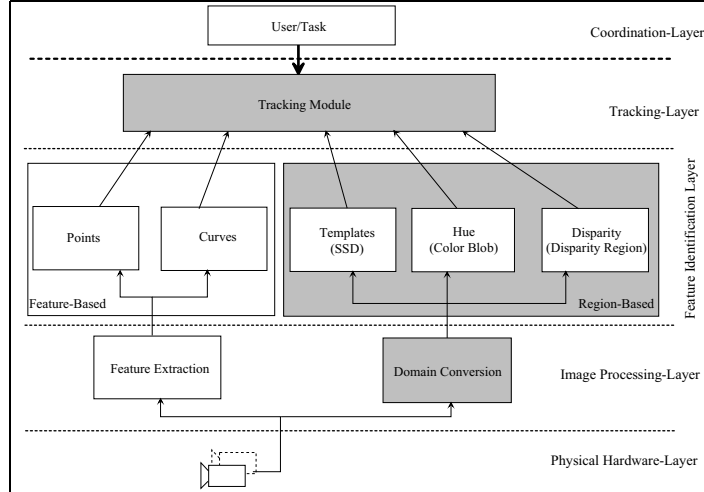 User/Task
Coordination-Layer
Tracking Module
Tracking-Layer
Feature Identification Layer
Points
Curves
Templates
(SSD)
Hue
(Color Blob)
Disparity
(Disparity Region)
Feature-Based
Region-Based
Feature Extraction
Domain Conversion
Image Processing-Layer
Physical Hardware-Layer